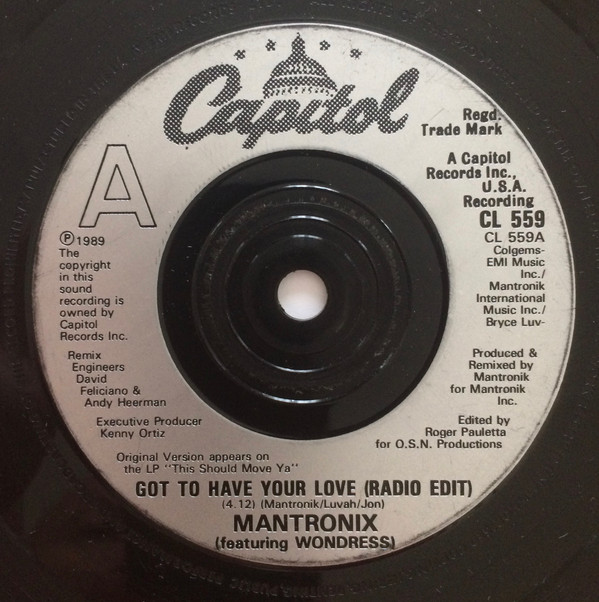 Capitol
Regd.
Trade Mark
A
A Capitol
Records Inc.,
U.S.A.
Recording
CL 559
CL 559A
Colgems-
EMI Music
Inc./
Mantronik
International
Music Inc./
Bryce Luv-
℗1989
The
copyright
in this
sound
recording is
owned by
Capitol
Records Inc.
Remix
Engineers
David
Feliciano &
Andy Heerman
Produced &
Remixed by
Mantronik
for Mantronik
Inc.
Executive Producer
Kenny Ortiz
Edited by
Roger Pauletta
for O.S.N. Productions
Original Version appears on
the LP "This Should Move Ya"
GOT TO HAVE YOUR LOVE (RADIO EDIT)
(4.12) (Mantronik/Luvah/Jon)
MANTRONIX
(featuring WONDRESS)